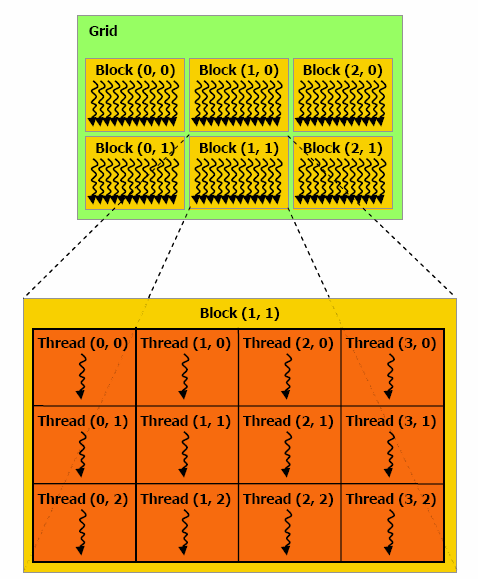 Grid
Block (0, 0) Block (1, 0) Block (2, 0)
Block (0, 1) Block (1, 1) Block (2, 1)
Block (1, 1)
Thread (0, 0) Thread (1, 0) Thread (2, 0) Thread (3, 0)
Thread (0, 1) Thread (1, 1) Thread (2, 1) Thread (3, 1)
Thread (0, 2) Thread (1, 2) Thread (2, 2) Thread (3, 2)